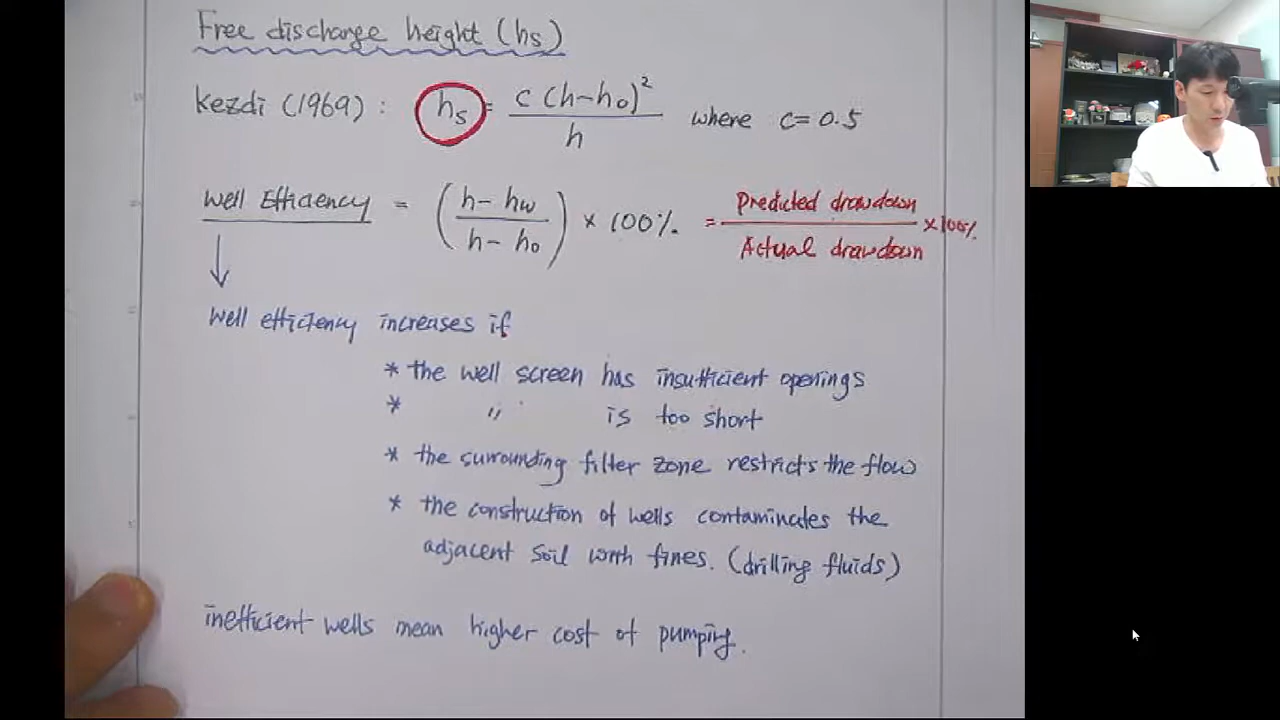 Free discharge height (hs)
Kezdi (1969) : hs = c (h-h₀)² / h where c = 0.5
Well Efficiency = (h - hw / h - h₀) × 100% = Predicted drawdown / Actual drawdown × 100%
Well efficiency increases if
* the well screen has insufficient openings
* " is too short
* the surrounding filter zone restricts the flow
* the construction of wells contaminates the
adjacent soil with fines. (drilling fluids)
inefficient wells mean higher cost of pumping.